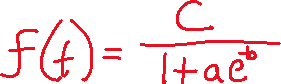 f(t) = C / (1 + ae^b)